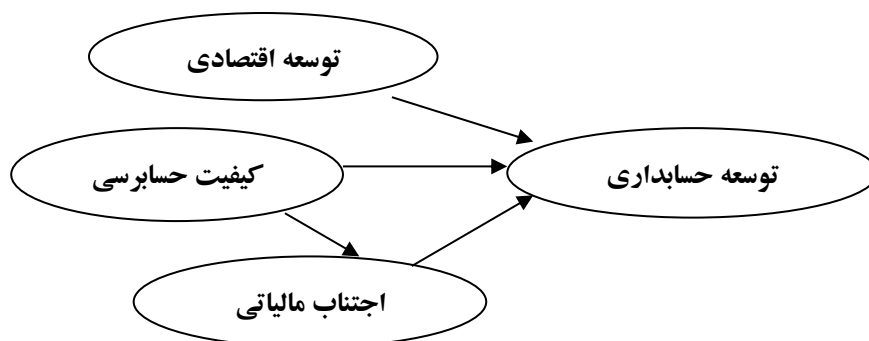 توسعه اقتصادی
کیفیت حسابرسی
توسعه حسابداری
اجتناب مالیاتی